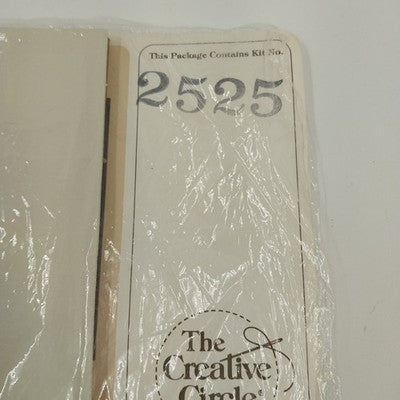 This Package Contains Kit No.
2525
The
Creative
Circle